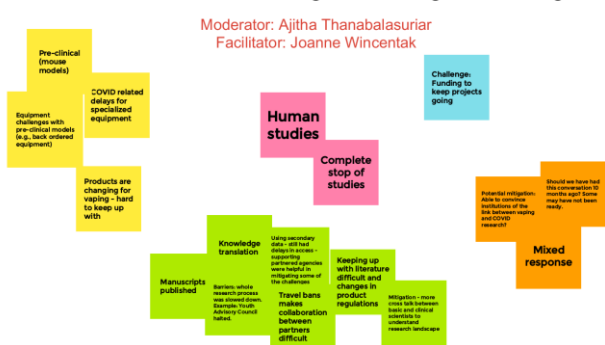 Moderator: Ajitha Thanabalasuriar
Facilitator: Joanne Wincentak
Pre-clinical
(mouse
models)
COVID related
delays for
specialized
equipment
Equipment
challenges with
pre-clinical models
(e.g., back ordered
equipment)
Products are
changing for
vaping - hard
to keep up
with
Human
studies
Complete
stop of
studies
Challenge:
Funding to
keep projects
going
Potential mitigation:
Able to convince
institutions of the
link between vaping
and COVID
research?
Should we have had
this conversation 10
months ago? Some
may have not been
ready.
Mixed
response
Manuscripts
published
Knowledge
translation
Barriers: whole
research process
was slowed down.
Example: Youth
Advisory Council
halted.
Using secondary
data - still had
delays in access -
supporting
partnered agencies
were helpful in
mitigating some of
the challenges
Travel bans
makes
collaboration
between
partners
difficult
Keeping up
with literature
difficult and
changes in
product
regulations
Mitigation - more
cross talk between
basic and clinical
scientists to
understand
research landscape